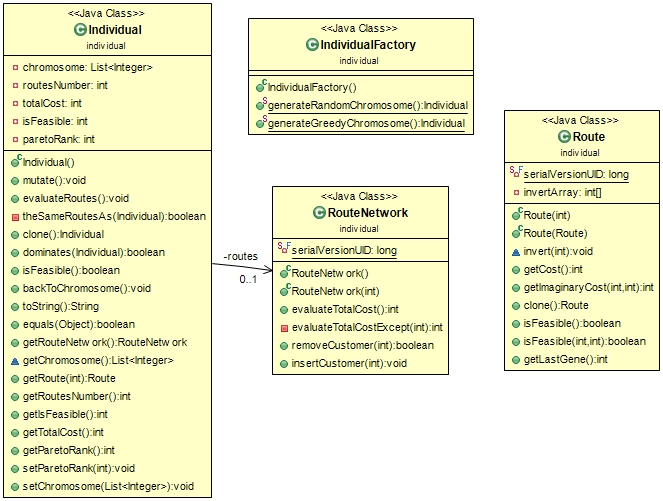 <<Java Class>>
C Individual
individual
chromosome: List<Integer>
routesNumber: int
totalCost: int
isFeasible: int
paretoRank: int
C Individual()
mutate():void
evaluateRoutes():void
theSameRoutesAs(Individual):boolean
clone():Individual
dominates(Individual):boolean
isFeasible():boolean
backToChromosome():void
toString():String
equals(Object):boolean
getRouteNetw ork():RouteNetw ork
getChromosome():List<Integer>
getRoute(int):Route
getRoutesNumber():int
getIsFeasible():int
getTotalCost():int
getParetoRank():int
setParetoRank(int):void
setChromosome(List<Integer>):void
<<Java Class>>
C IndividualFactory
individual
C IndividualFactory()
S generateRandomChromosome():Individual
S generateGreedyChromosome():Individual
-routes
0..1
<<Java Class>>
C RouteNetwork
individual
S F serialVersionUID: long
C RouteNetw ork()
C RouteNetw ork(int)
evaluateTotalCost():int
evaluateTotalCostExcept(int):int
removeCustomer(int):boolean
insertCustomer(int):void
<<Java Class>>
C Route
individual
S F serialVersionUID: long
invertArray: int[]
C Route(int)
C Route(Route)
invert(int):void
getCost():int
getImaginaryCost(int,int):int
clone():Route
isFeasible():boolean
isFeasible(int,int):boolean
getLastGene():int